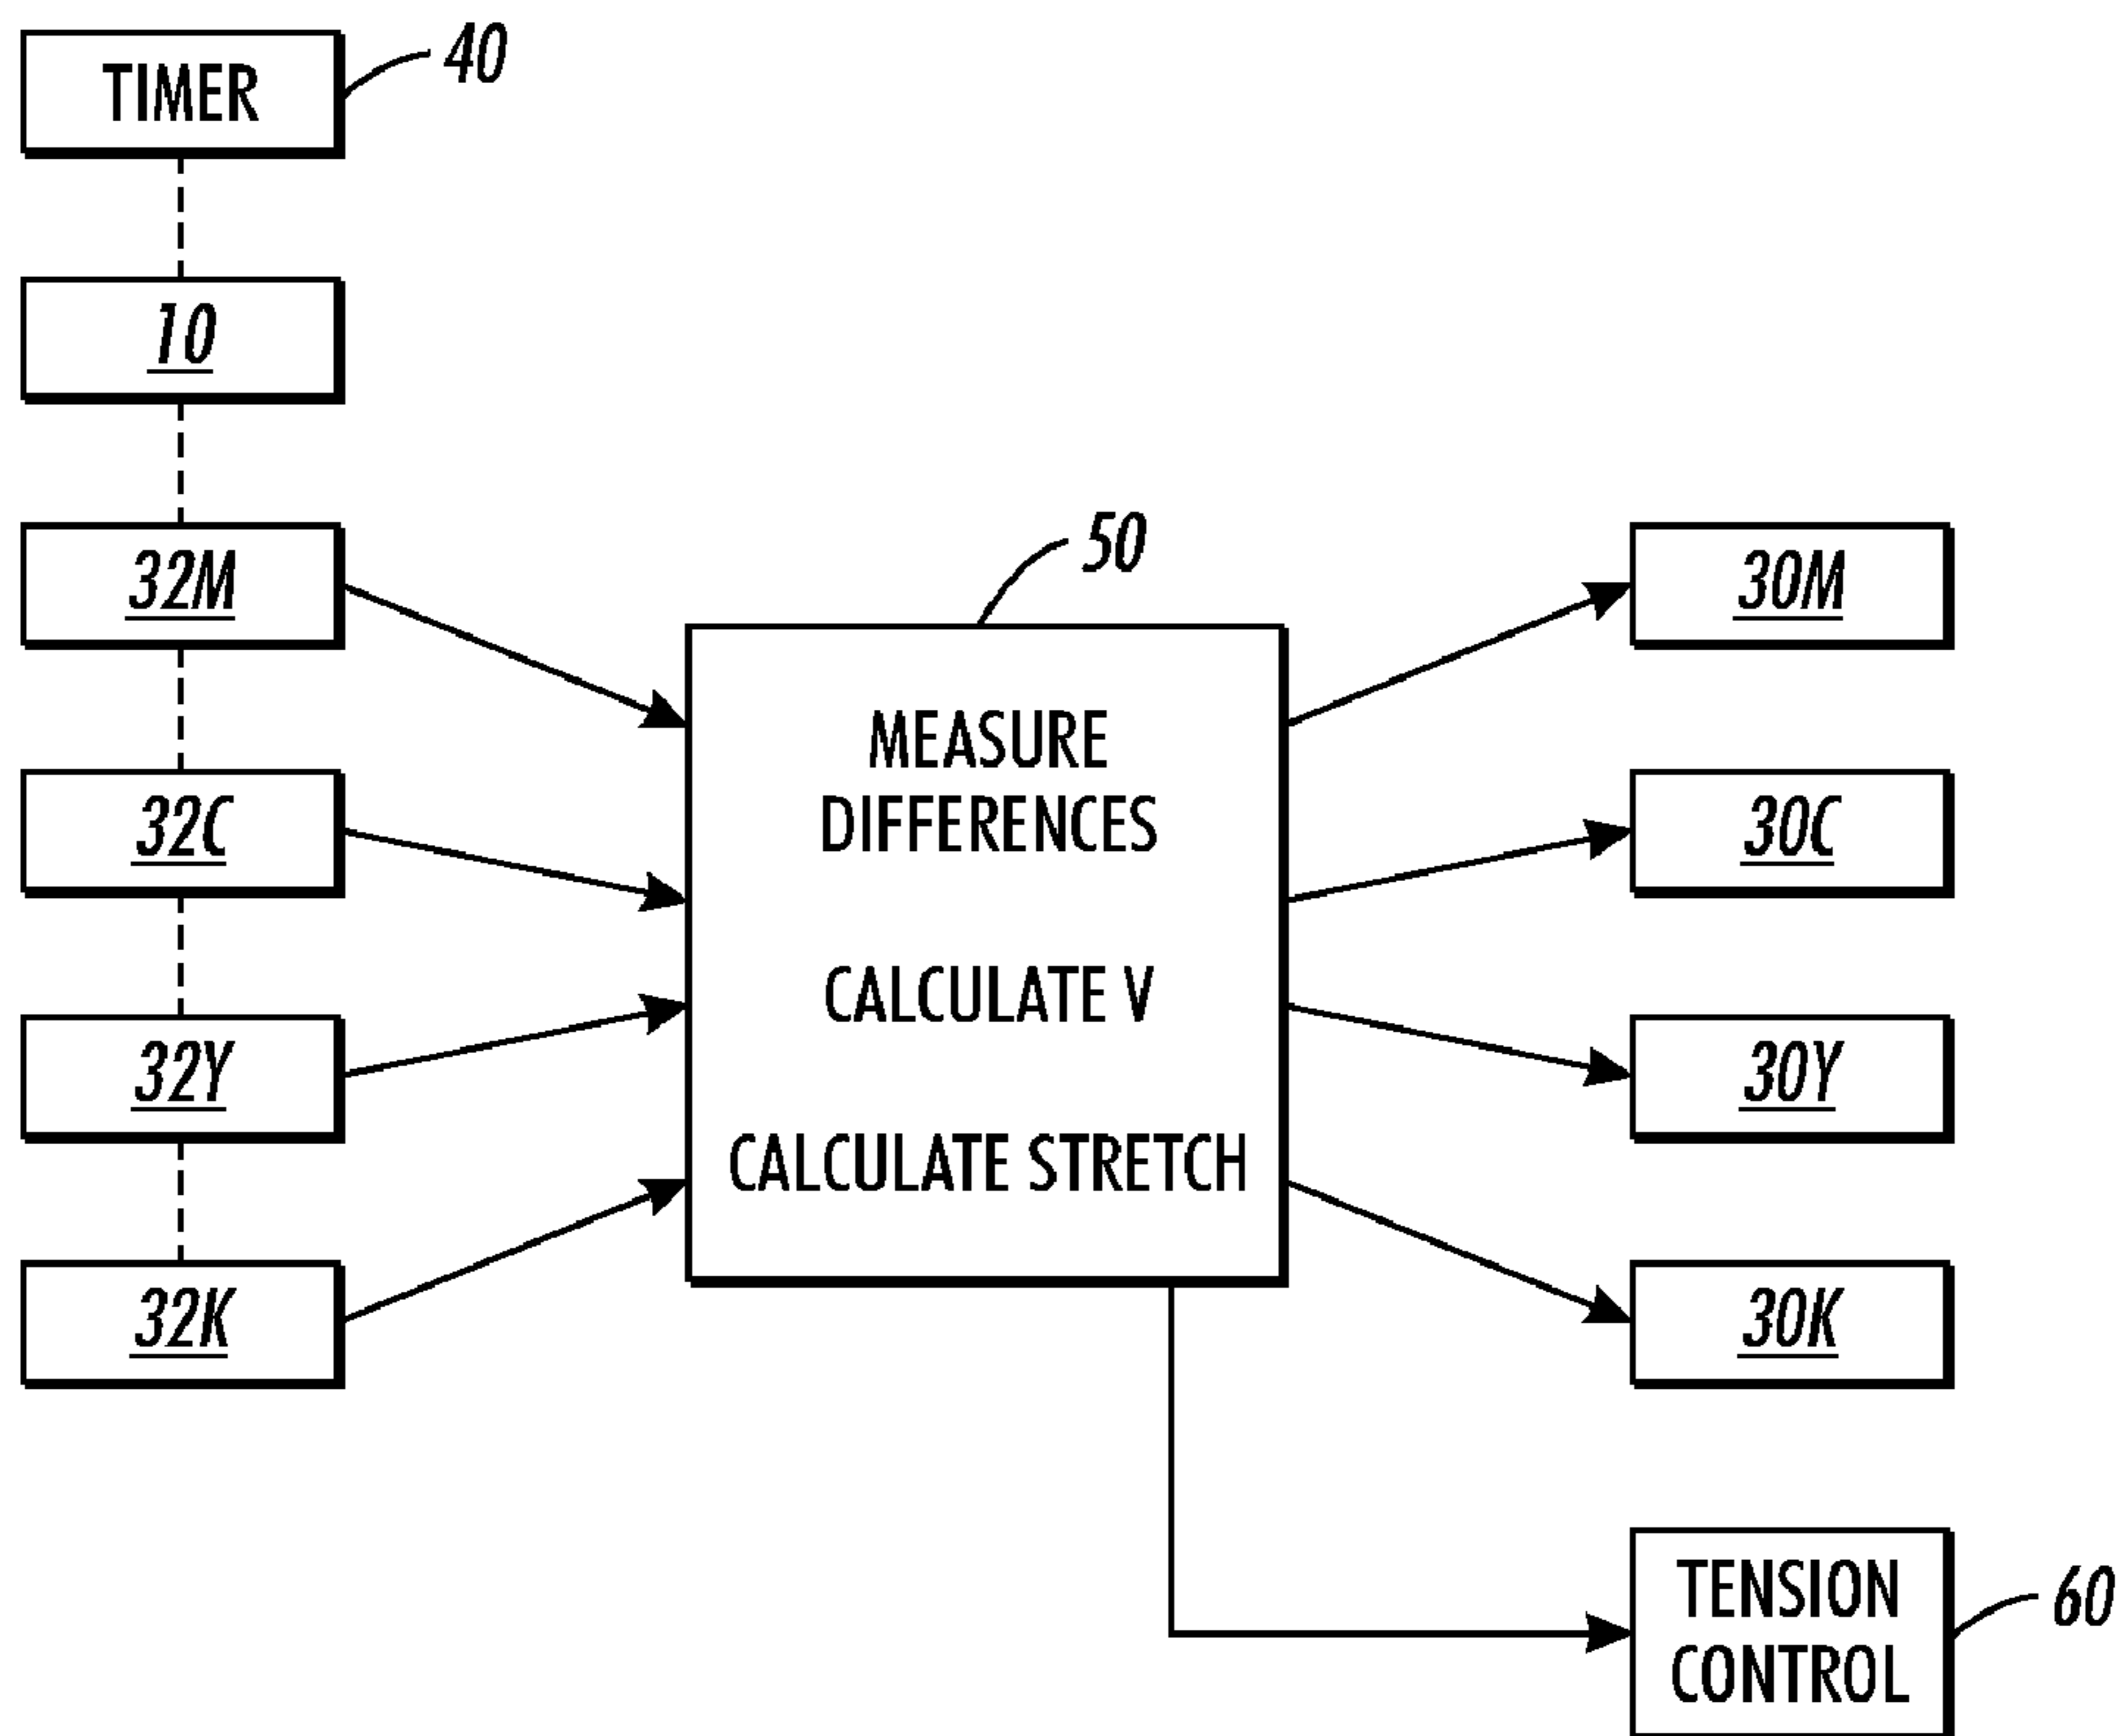 TIMER
40
10
32M
50
30M
32C
MEASURE
DIFFERENCES
30C
CALCULATE V
32Y
30Y
CALCULATE STRETCH
32K
30K
TENSION
CONTROL
60